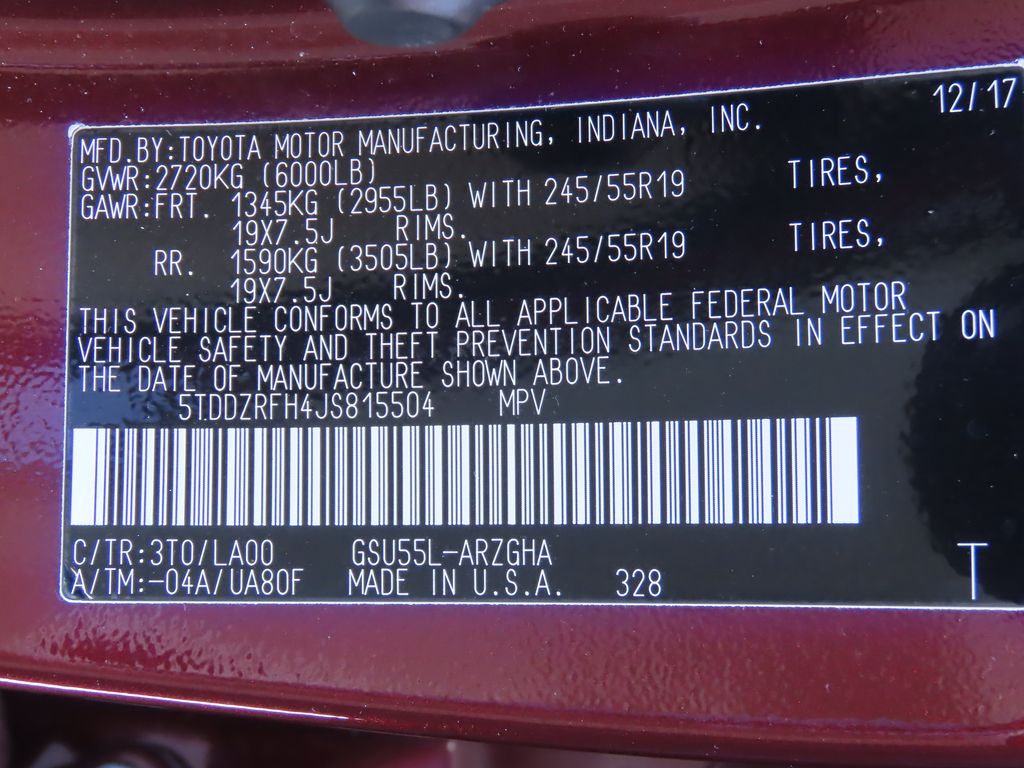 12/17
MFD.BY:TOYOTA MOTOR MANUFACTURING, INDIANA, INC.
GVWR:2720KG (6000LB)
GAWR:FRT. 1345KG (2955LB) WITH 245/55R19 TIRES,
19X7.5J RIMS.
RR. 1590KG (3505LB) WITH 245/55R19 TIRES,
19X7.5J RIMS.
THIS VEHICLE CONFORMS TO ALL APPLICABLE FEDERAL MOTOR
VEHICLE SAFETY AND THEFT PREVENTION STANDARDS IN EFFECT ON
THE DATE OF MANUFACTURE SHOWN ABOVE.
5TDDZRFH4JS815504 MPV
C/TR:3T0/LA00 GSU55L-ARZGHA
A/TM:-04A/UA80F MADE IN U.S.A. 328 T